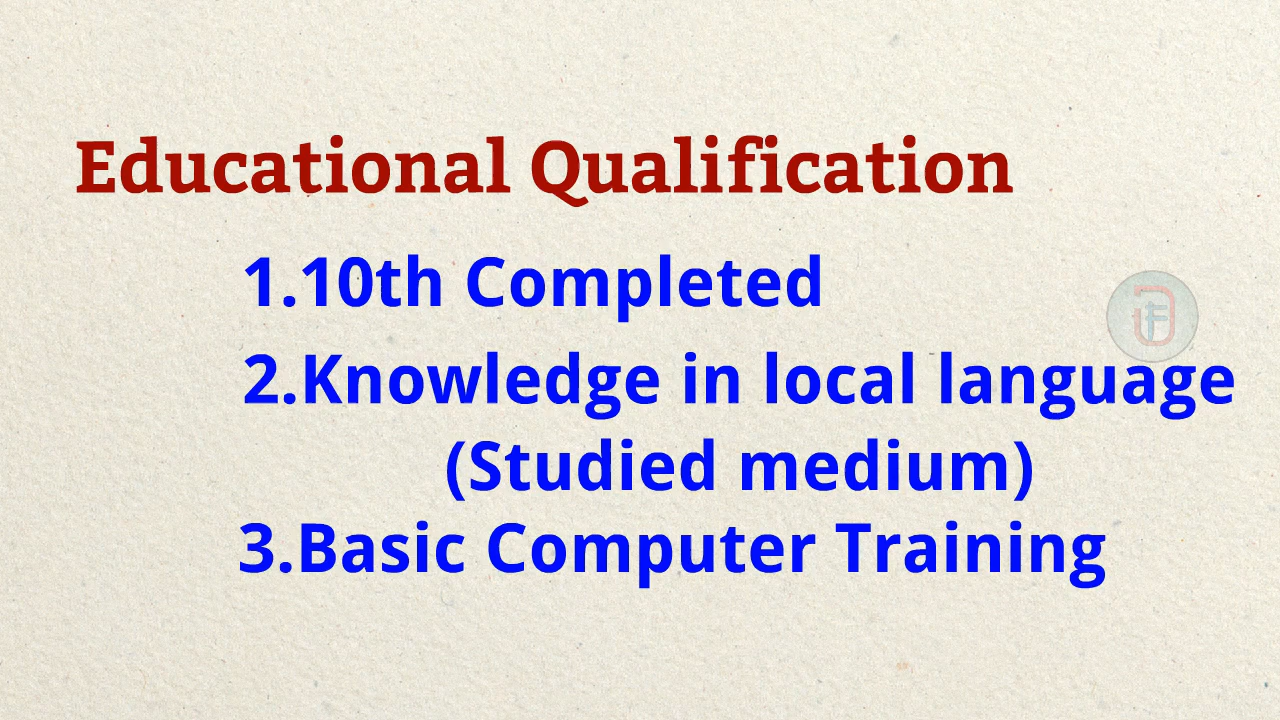 Educational Qualification
1.10th Completed
2.Knowledge in local language
(Studied medium)
3.Basic Computer Training